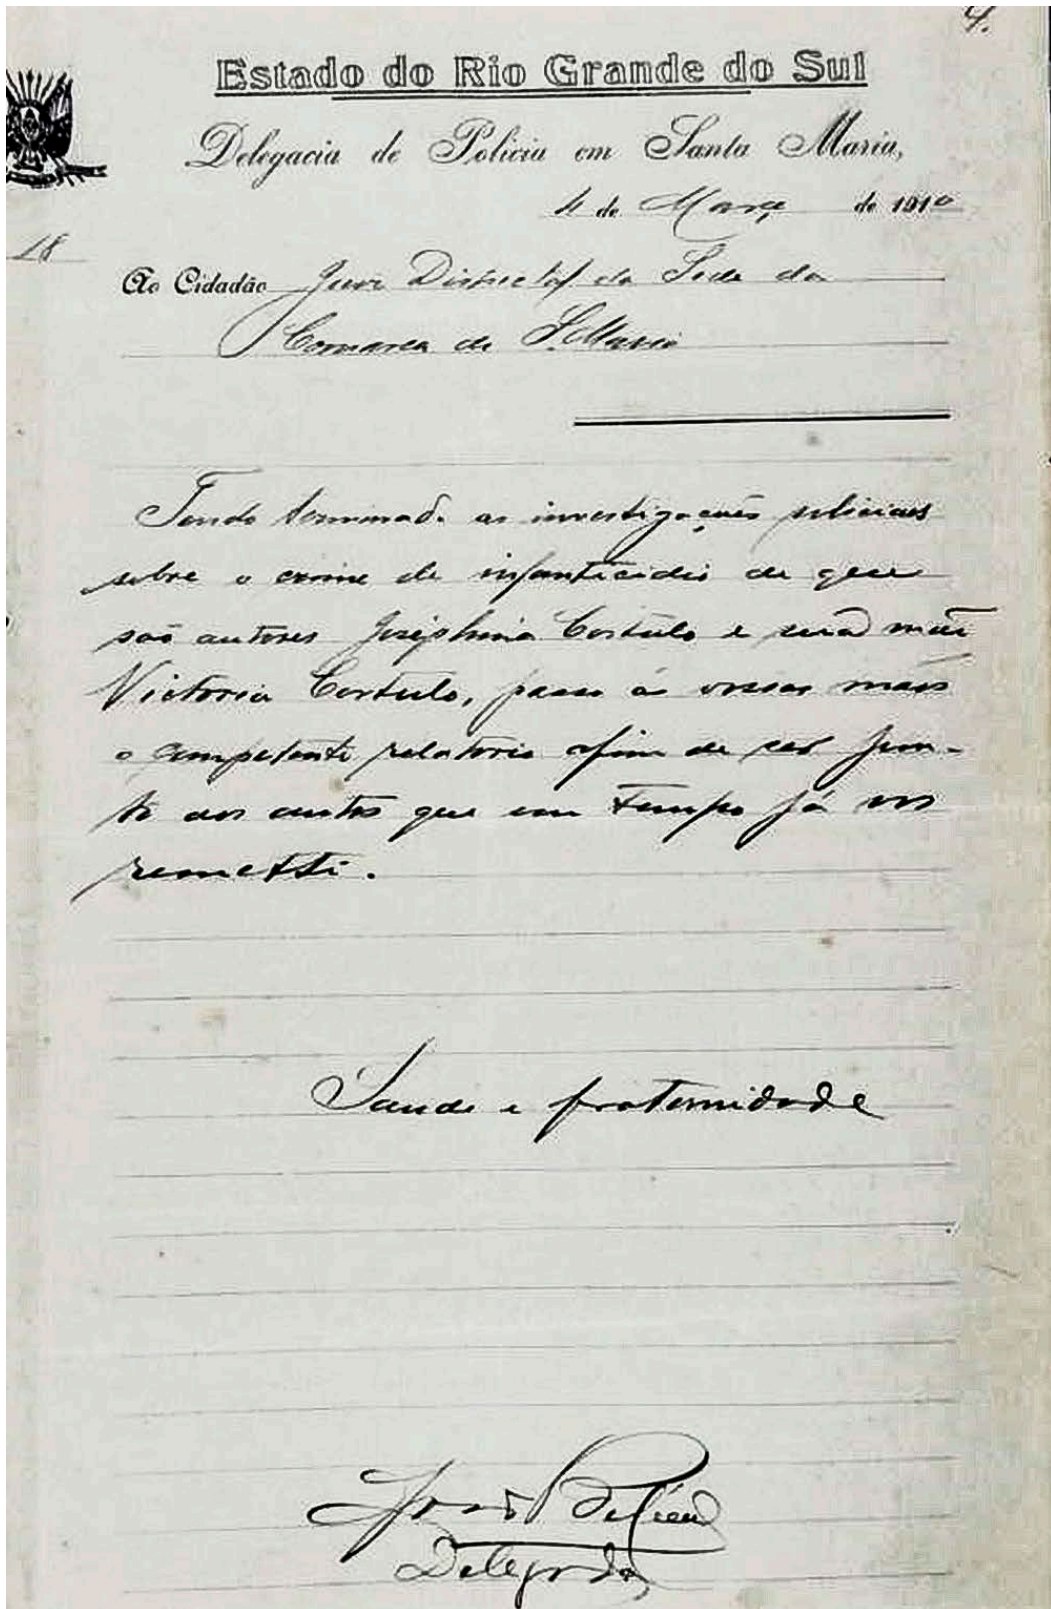 4.
Estado do Rio Grande do Sul
Delegacia de Policia em Santa Maria,
4 de Março de 1910
18
Ao Cidadão Juiz Districtal da Sede da
Comarca de S. Maria
Tendo terminado as investigações policiaes
sobre o crime de infanticidio de que
são autores Josephina Cortulo e sua mãe
Victoria Cortulo, passo ás vossas mãos
o competente relatorio afim de ser jun-
to aos autos que em tempo já vos
remetti.
Saude e fraternidade
Delegado